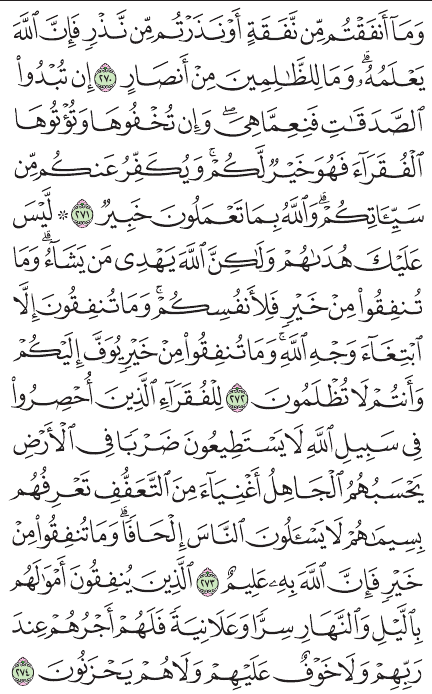 وَمَآ أَنفَقْتُم مِّن نَّفَقَةٍ أَوْ نَذَرْتُم مِّن نَّذْرٍ فَإِنَّ ٱللَّهَ
يَعْلَمُهُۥ ۗ وَمَا لِلظَّـٰلِمِينَ مِنْ أَنصَارٍ ٢٧٠ إِن تُبْدُوا۟
ٱلصَّدَقَـٰتِ فَنِعِمَّا هِىَ ۖ وَإِن تُخْفُوهَا وَتُؤْتُوهَا
ٱلْفُقَرَآءَ فَهُوَ خَيْرٌ لَّكُمْ ۚ وَيُكَفِّرُ عَنكُم مِّن
سَيِّـَٔاتِكُمْ ۗ وَٱللَّهُ بِمَا تَعْمَلُونَ خَبِيرٌ ٢٧١ ۞ لَّيْسَ
عَلَيْكَ هُدَىٰهُمْ وَلَـٰكِنَّ ٱللَّهَ يَهْدِى مَن يَشَآءُ ۗ وَمَا
تُنفِقُوا۟ مِنْ خَيْرٍ فَلِأَنفُسِكُمْ ۚ وَمَا تُنفِقُونَ إِلَّا
ٱبْتِغَآءَ وَجْهِ ٱللَّهِ ۚ وَمَا تُنفِقُوا۟ مِنْ خَيْرٍ يُوَفَّ إِلَيْكُمْ
وَأَنتُمْ لَا تُظْلَمُونَ ٢٧٢ لِلْفُقَرَآءِ ٱلَّذِينَ أُحْصِرُوا۟
فِى سَبِيلِ ٱللَّهِ لَا يَسْتَطِيعُونَ ضَرْبًا فِى ٱلْأَرْضِ
يَحْسَبُهُمُ ٱلْجَاهِلُ أَغْنِيَآءَ مِنَ ٱلتَّعَفُّفِ تَعْرِفُهُم
بِسِيمَـٰهُمْ لَا يَسْـَٔلُونَ ٱلنَّاسَ إِلْحَافًا ۗ وَمَا تُنفِقُوا۟ مِنْ
خَيْرٍ فَإِنَّ ٱللَّهَ بِهِۦ عَلِيمٌ ٢٧٣ ٱلَّذِينَ يُنفِقُونَ أَمْوَٰلَهُم
بِٱلَّيْلِ وَٱلنَّهَارِ سِرًّا وَعَلَانِيَةً فَلَهُمْ أَجْرُهُمْ عِندَ
رَبِّهِمْ وَلَا خَوْفٌ عَلَيْهِمْ وَلَا هُمْ يَحْزَنُونَ ٢٧٤